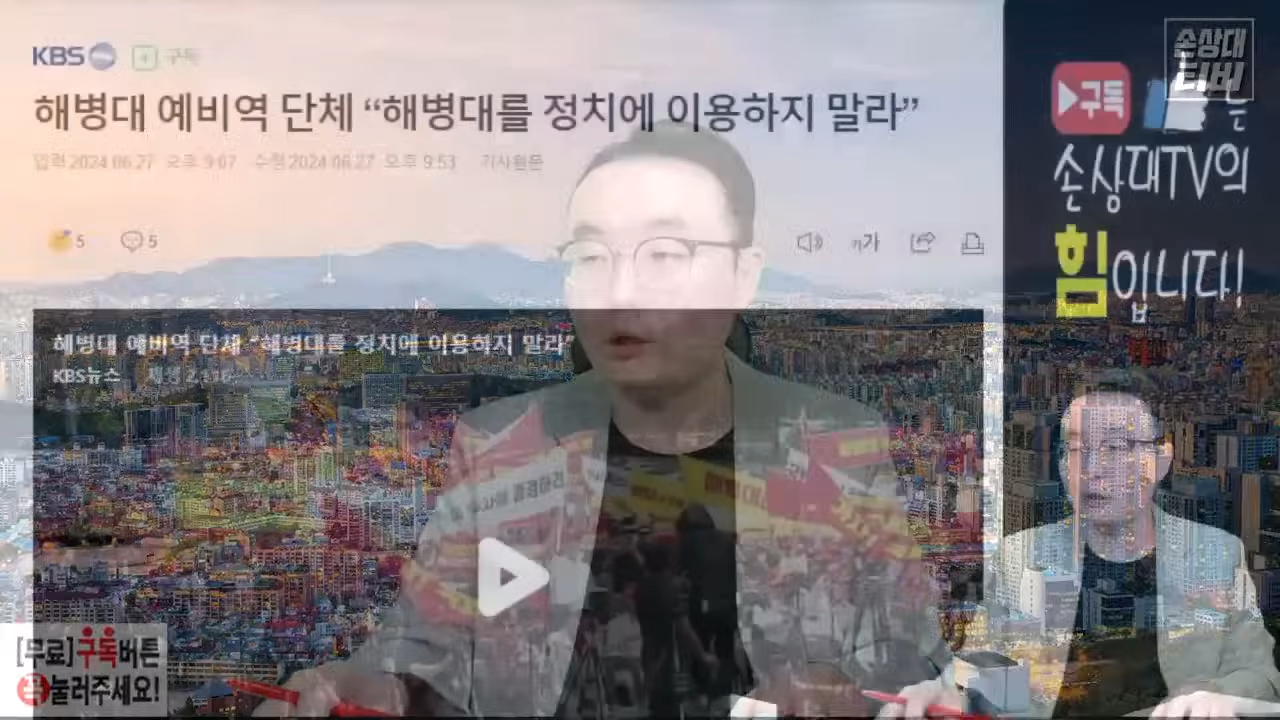 KBS
구독
해병대 예비역 단체 “해병대를 정치에 이용하지 말라”
입력 2024.06.27 오후 9:07 수정 2024.06.27 오후 9:53 기사원문
5 5
가가
해병대 예비역 단체 “해병대를 정치에 이용하지 말라”
KBS뉴스
손상대
티비
구독
는
손상대TV의
힘입니다!
[무료]구독버튼
꼭 눌러주세요!